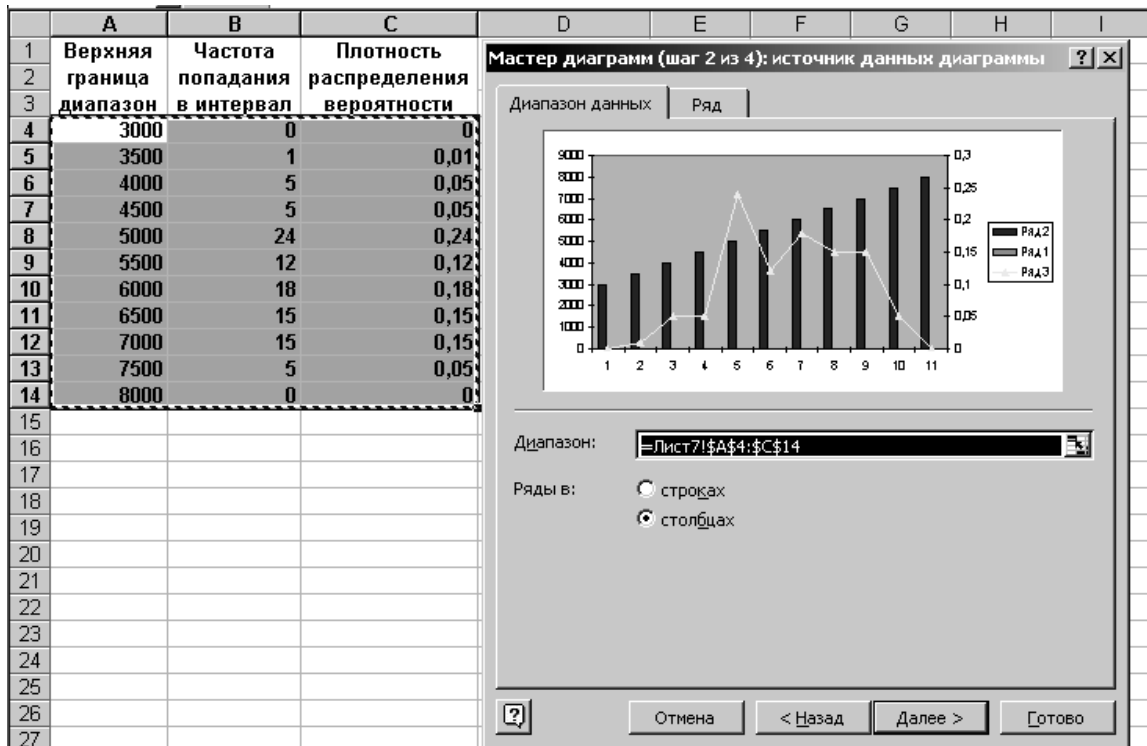 A B C D E F G H I
1 Верхняя Частота Плотность
2 граница попадания распределения
3 диапазон в интервал вероятности
4 3000 0 0
5 3500 1 0,01
6 4000 5 0,05
7 4500 5 0,05
8 5000 24 0,24
9 5500 12 0,12
10 6000 18 0,18
11 6500 15 0,15
12 7000 15 0,15
13 7500 5 0,05
14 8000 0 0
15
16
17
18
19
20
21
22
23
24
25
26
27
Мастер диаграмм (шаг 2 из 4): источник данных диаграммы ? ×
Диапазон данных Ряд
9000 0,3
8000
7000 0,25
6000 0,2
5000
4000 0,15
3000 0,1
2000
1000 0,05
0 0
1 2 3 4 5 6 7 8 9 10 11
Ряд2
Ряд1
Ряд3
Диапазон: =Лист7!$A$4:$C$14
Ряды в: строках
столбцах
? Отмена < Назад Далее > Готово